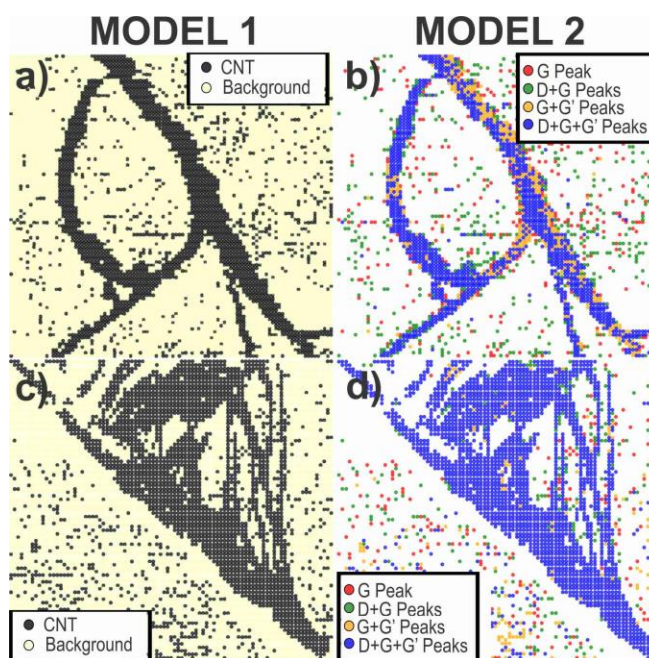 MODEL 1 MODEL 2
a)
CNT
Background
b)
G Peak
D+G Peaks
G+G' Peaks
D+G+G' Peaks
c)
CNT
Background
d)
G Peak
D+G Peaks
G+G' Peaks
D+G+G' Peaks